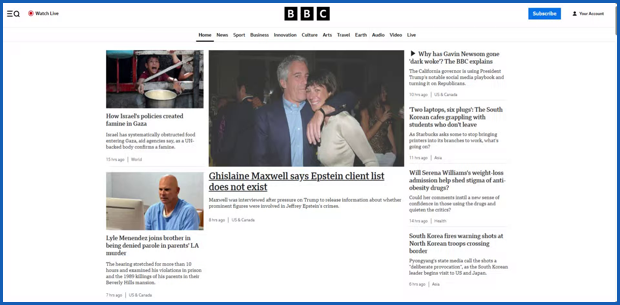 Watch Live
BBC
Subscribe
Your Account
Home News Sport Business Innovation Culture Arts Travel Earth Audio Video Live
How Israel's policies created
famine in Gaza
Israel has systematically obstructed food
entering Gaza, aid agencies say, as a UN-
backed body confirms a famine.
15 hrs ago | World
Lyle Menendez joins brother in
being denied parole in parents' LA
murder
The hearing stretched for more than 10
hours and examined his violations in prison
and the 1989 killings of his parents in their
Beverly Hills mansion.
7 hrs ago | US & Canada
Ghislaine Maxwell says Epstein client list
does not exist
Maxwell was interviewed after pressure on Trump to release information about whether
prominent figures were involved in Jeffrey Epstein's crimes.
9 hrs ago | US & Canada
Why has Gavin Newsom gone
'dark woke'? The BBC explains
The California governor is using President
Trump's notable social media playbook and
turning it on Republicans.
10 hrs ago | US & Canada
'Two laptops, six plugs': The South
Korean cafes grappling with
students who don't leave
As Starbucks asks some to stop bringing
printers into its branches to work, what's
going on?
11 hrs ago | Asia
Will Serena Williams's weight-loss
admission help shed stigma of anti-
obesity drugs?
Could her comments instil a new sense of
confidence in those using the drugs and
quieten the critics?
14 hrs ago | Health
South Korea fires warning shots at
North Korean troops crossing
border
Pyongyang's state media call the shots a
"deliberate provocation", as the South Korean
leader begins visit to US and Japan.
8 hrs ago | Asia